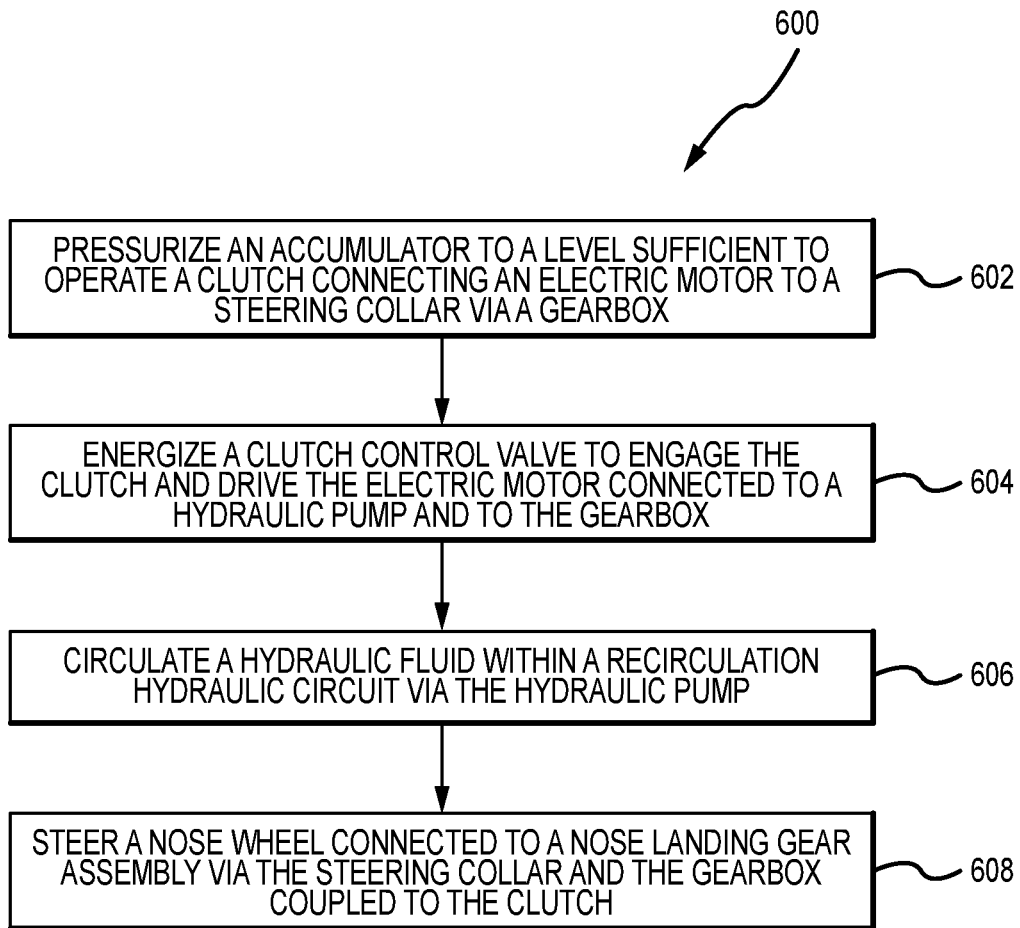 600
PRESSURIZE AN ACCUMULATOR TO A LEVEL SUFFICIENT TO
OPERATE A CLUTCH CONNECTING AN ELECTRIC MOTOR TO A
STEERING COLLAR VIA A GEARBOX
602
ENERGIZE A CLUTCH CONTROL VALVE TO ENGAGE THE
CLUTCH AND DRIVE THE ELECTRIC MOTOR CONNECTED TO A
HYDRAULIC PUMP AND TO THE GEARBOX
604
CIRCULATE A HYDRAULIC FLUID WITHIN A RECIRCULATION
HYDRAULIC CIRCUIT VIA THE HYDRAULIC PUMP
606
STEER A NOSE WHEEL CONNECTED TO A NOSE LANDING GEAR
ASSEMBLY VIA THE STEERING COLLAR AND THE GEARBOX
COUPLED TO THE CLUTCH
608